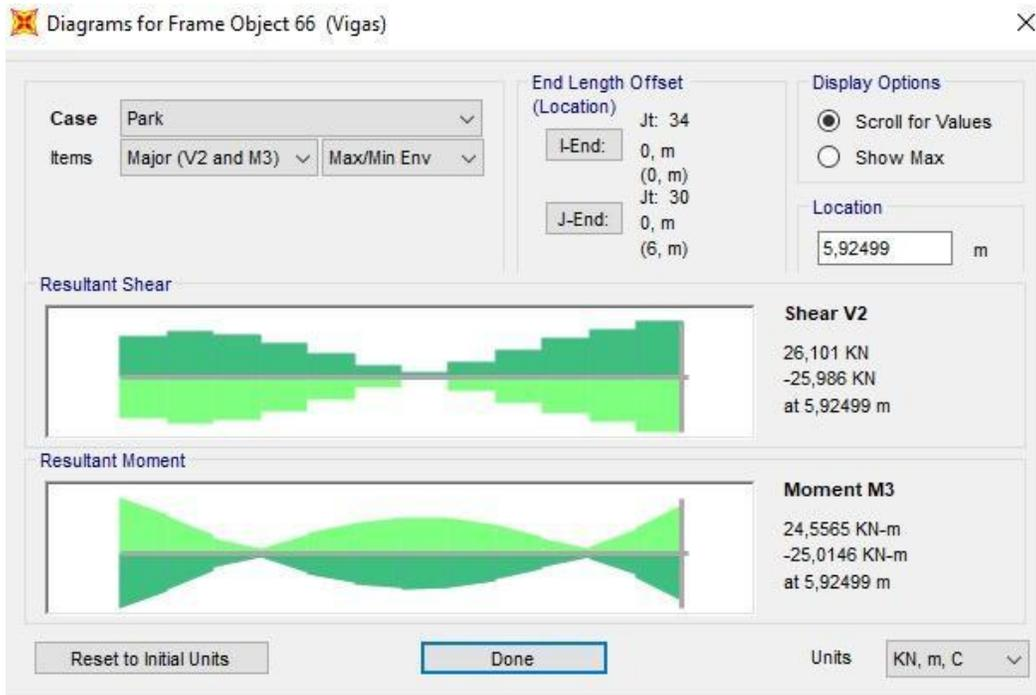 Diagrams for Frame Object 66 (Vigas)
Case Park
Items Major (V2 and M3) Max/Min Env
End Length Offset
(Location)
I-End:
Jt: 34
0, m
(0, m)
J-End:
Jt: 30
0, m
(6, m)
Display Options
Scroll for Values
Show Max
Location
5,92499 m
Resultant Shear
Shear V2
26,101 KN
-25,986 KN
at 5,92499 m
Resultant Moment
Moment M3
24,5565 KN-m
-25,0146 KN-m
at 5,92499 m
Reset to Initial Units
Done
Units KN, m, C